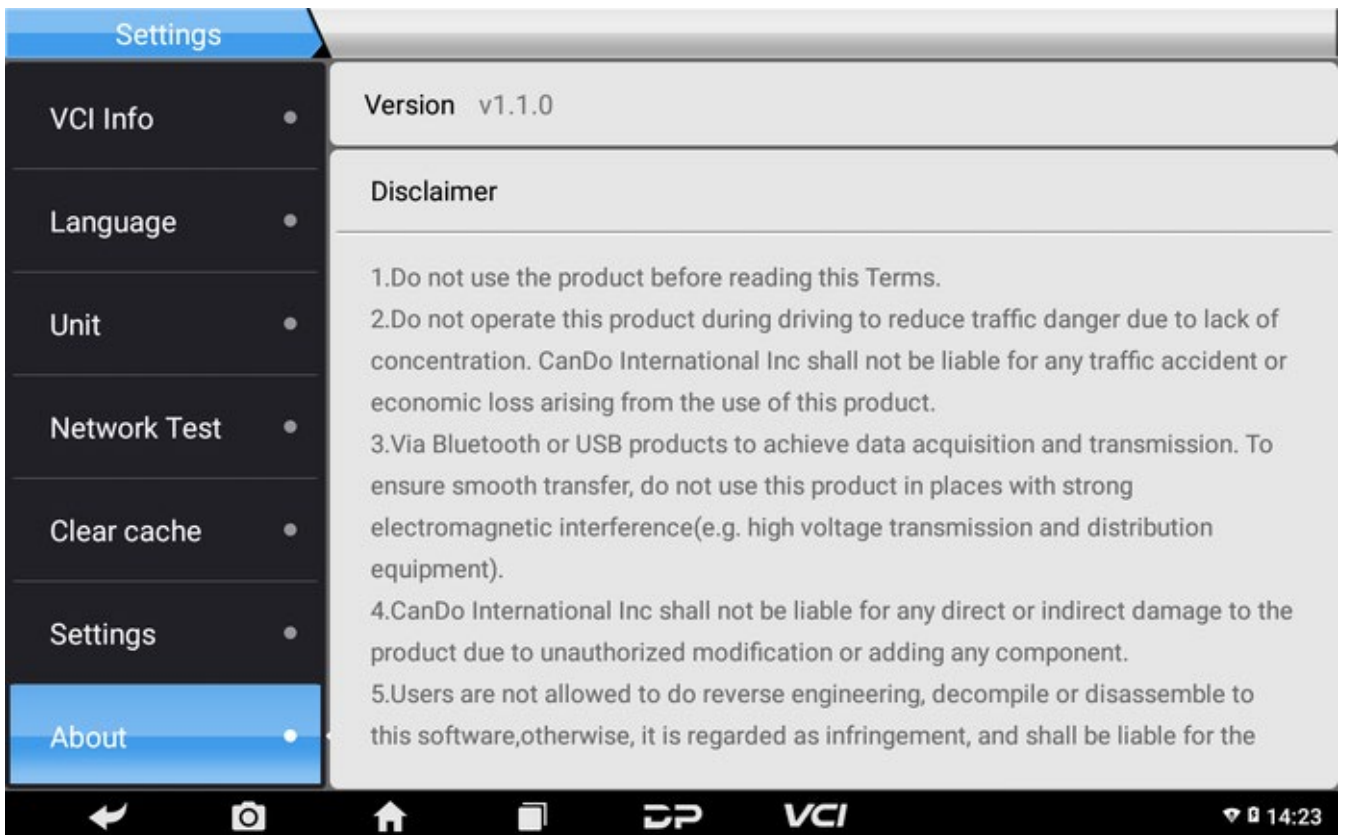 Settings
VCI Info
Language
Unit
Network Test
Clear cache
Settings
About
Version v1.1.0
Disclaimer
1.Do not use the product before reading this Terms.
2.Do not operate this product during driving to reduce traffic danger due to lack of
concentration. CanDo International Inc shall not be liable for any traffic accident or
economic loss arising from the use of this product.
3.Via Bluetooth or USB products to achieve data acquisition and transmission. To
ensure smooth transfer, do not use this product in places with strong
electromagnetic interference(e.g. high voltage transmission and distribution
equipment).
4.CanDo International Inc shall not be liable for any direct or indirect damage to the
product due to unauthorized modification or adding any component.
5.Users are not allowed to do reverse engineering, decompile or disassemble to
this software,otherwise, it is regarded as infringement, and shall be liable for the
DP VCI 14:23